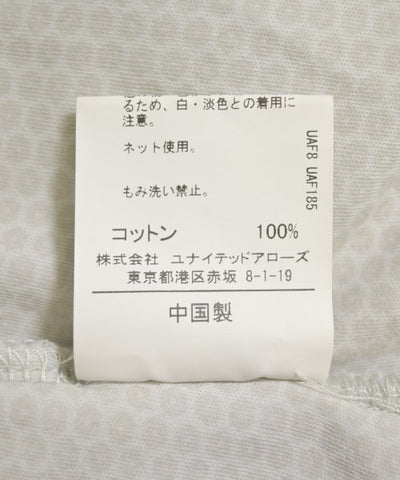 るため、白・淡色との着用に
注意。
ネット使用。
もみ洗い禁止。
UAF8 UAF185
コットン 100%
株式会社 ユナイテッドアローズ
東京都港区赤坂 8-1-19
中国製